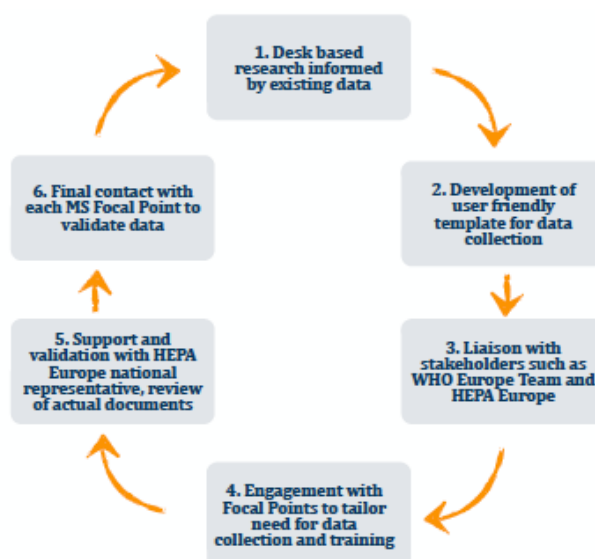 1. Desk based
research informed
by existing data
2. Development of
user friendly
template for data
collection
3. Liaison with
stakeholders such as
WHO Europe Team and
HEPA Europe
4. Engagement with
Focal Points to tailor
need for data
collection and training
5. Support and
validation with HEPA
Europe national
representative, review
of actual documents
6. Final contact with
each MS Focal Point to
validate data